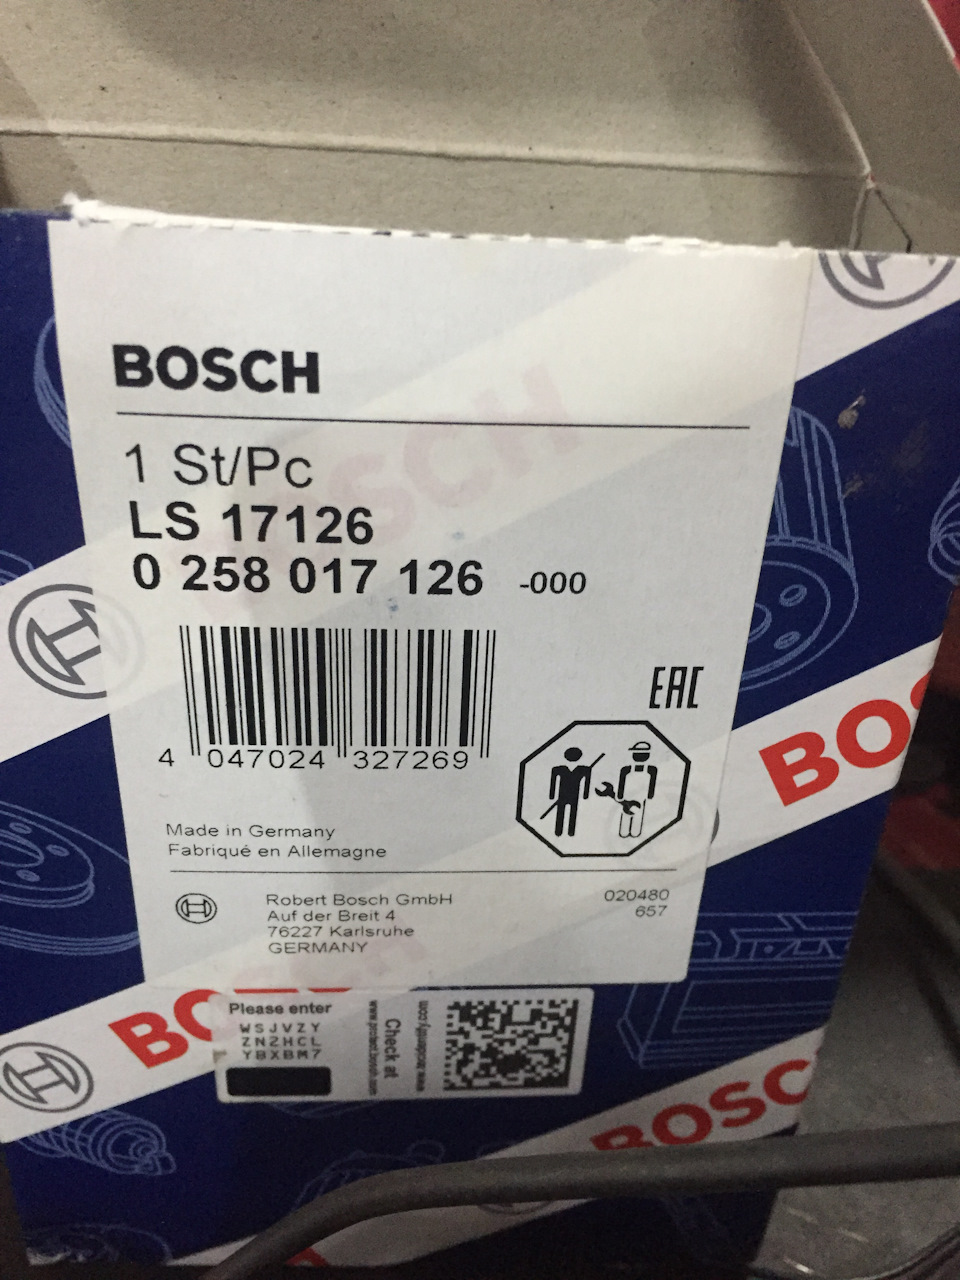 BOSCH
1 St/Pc
LS 17126
0 258 017 126 -000
4 047024 327269
EAC
Made in Germany
Fabriqué en Allemagne
Robert Bosch GmbH
Auf der Breit 4
76227 Karlsruhe
GERMANY
020480
657
BOS
BO
BOSC
Please enter
WSJVZY
ZN2HCL
YBXBM7
Check at
www.protect.bosch.com